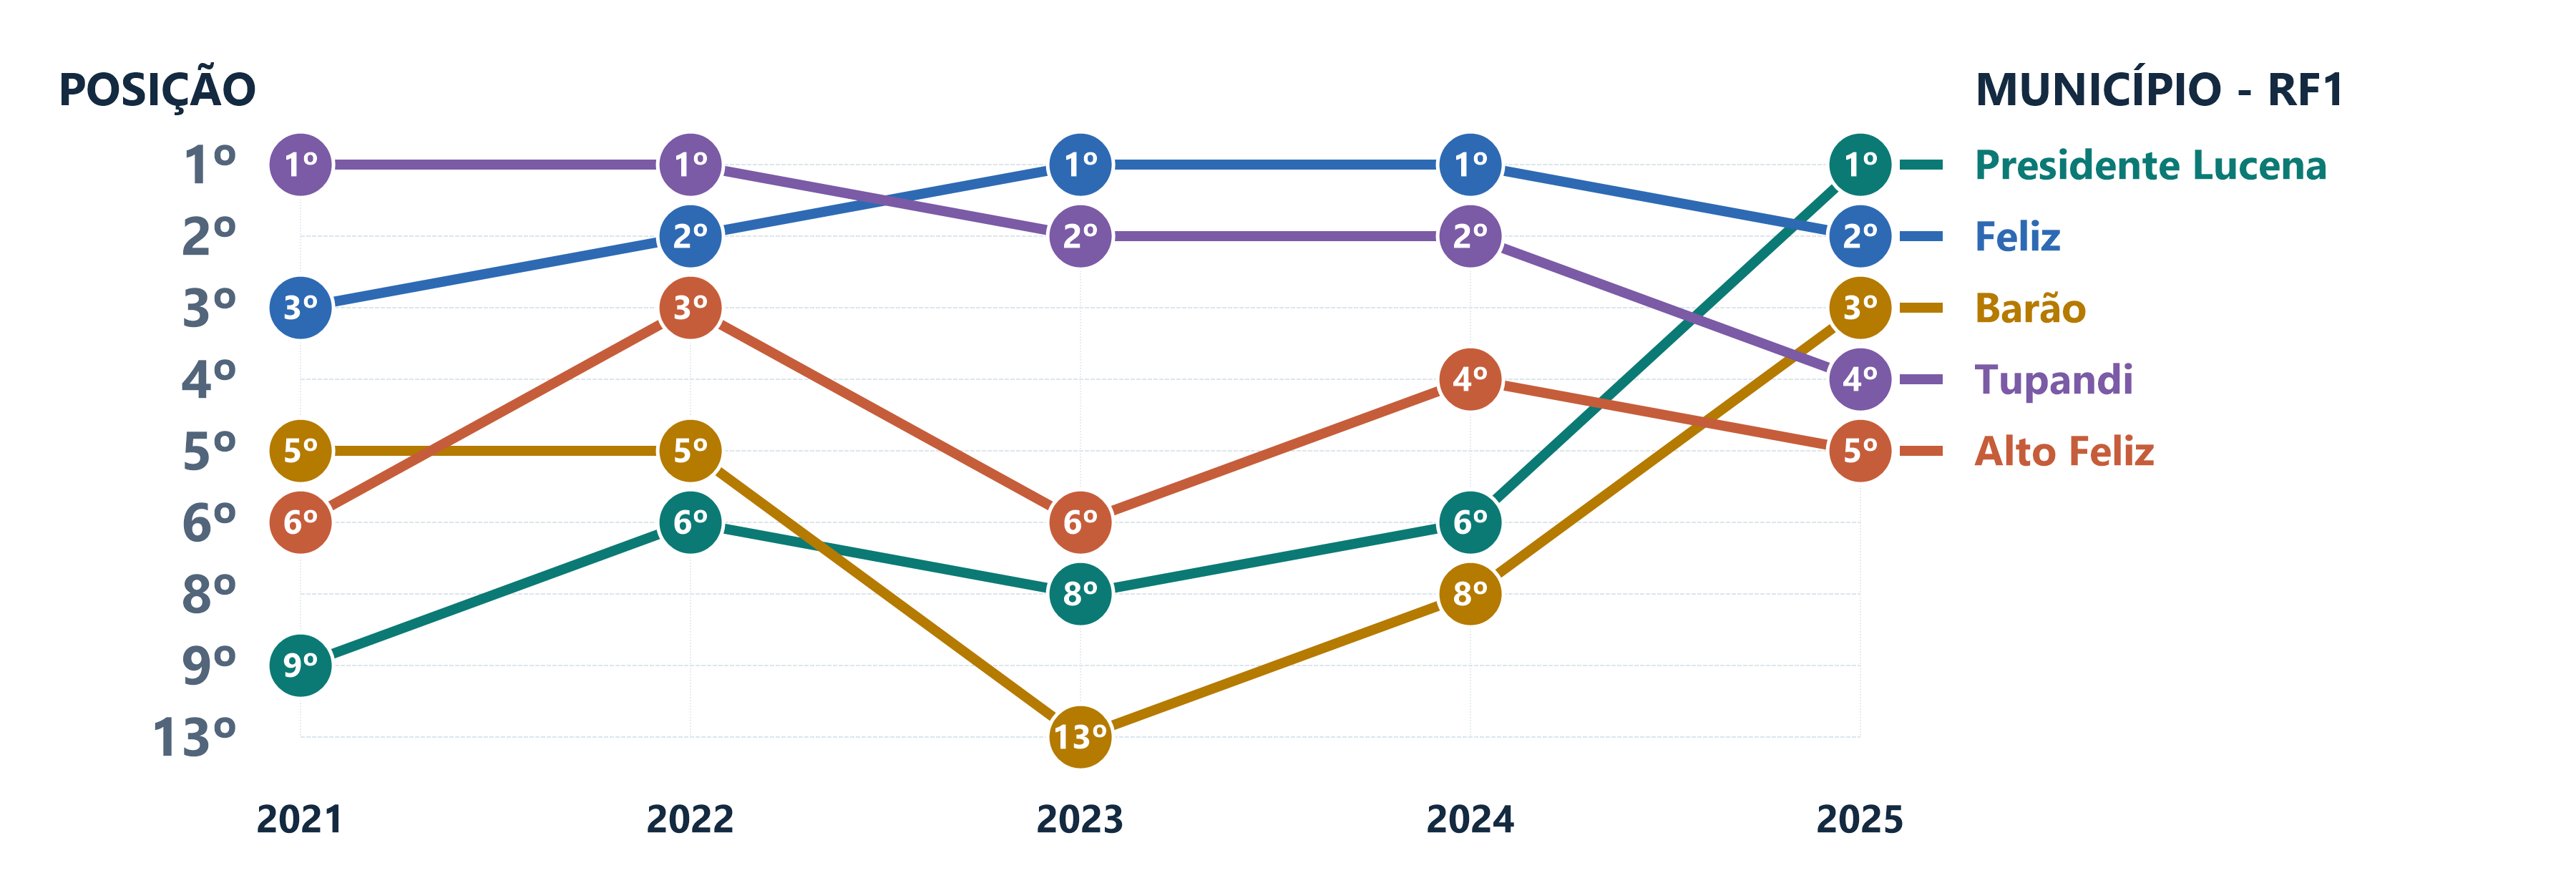 POSIÇÃO MUNICÍPIO - RF1
1º 1º 1º 1º 1º 1º Presidente Lucena
2º 2º 2º 2º 2º Feliz
3º 3º 3º 3º Barão
4º 4º 4º Tupandi
5º 5º 5º 5º Alto Feliz
6º 6º 6º 6º 6º
8º 8º 8º
9º 9º
13º 13º
2021 2022 2023 2024 2025